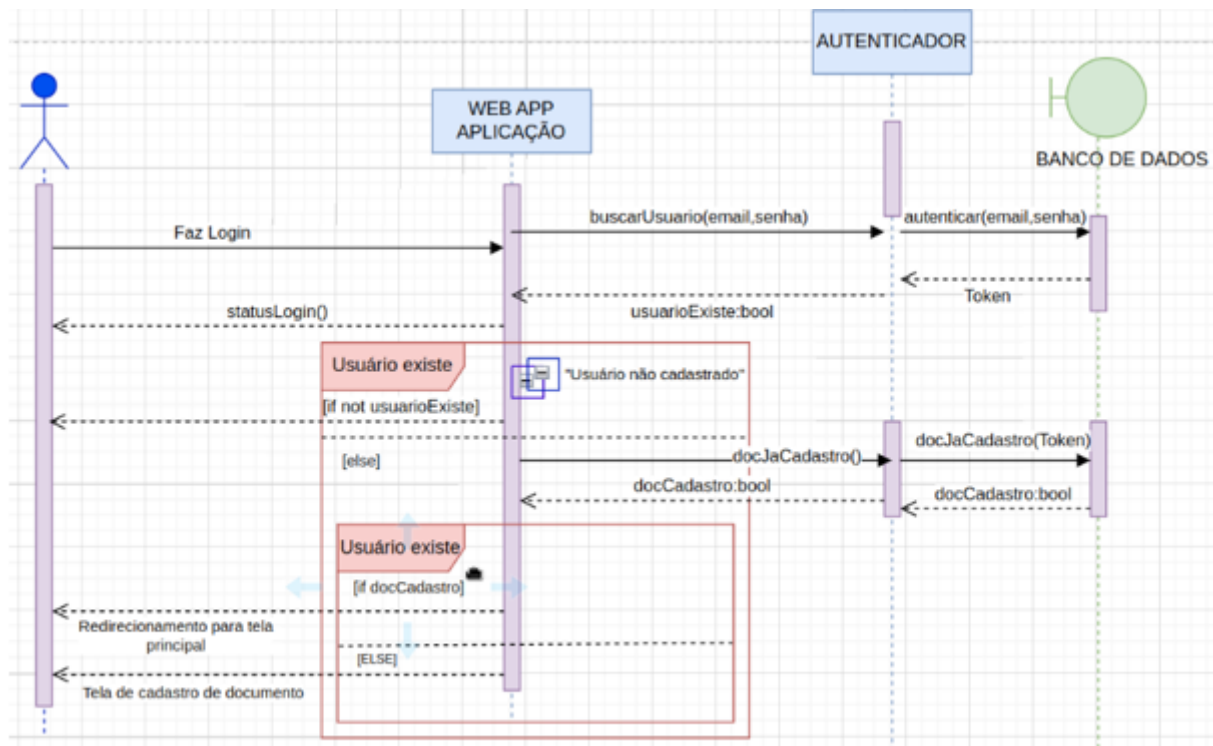 AUTENTICADOR
WEB APP
APLICAÇÃO
BANCO DE DADOS
buscarUsuario(email,senha)
autenticar(email,senha)
Faz Login
Token
statusLogin()
usuarioExiste:bool
Usuário existe
"Usuário não cadastrado"
[if not usuarioExiste]
docJaCadastro(Token)
[else]
docJaCadastro()
docCadastro:bool
docCadastro:bool
Usuário existe
[if docCadastro]
Redirecionamento para tela
principal
[ELSE]
Tela de cadastro de documento